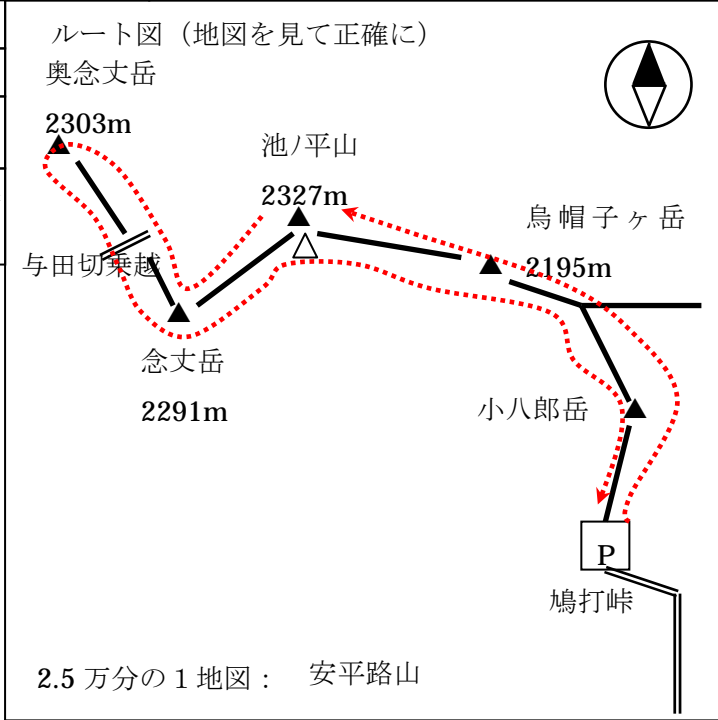 ルート図（地図を見て正確に）
奥念丈岳
2303m
池ノ平山
2327m
烏帽子ヶ岳
2195m
与田切乗越
念丈岳
2291m
小八郎岳
P
鳩打峠
2.5 万分の１地図： 安平路山